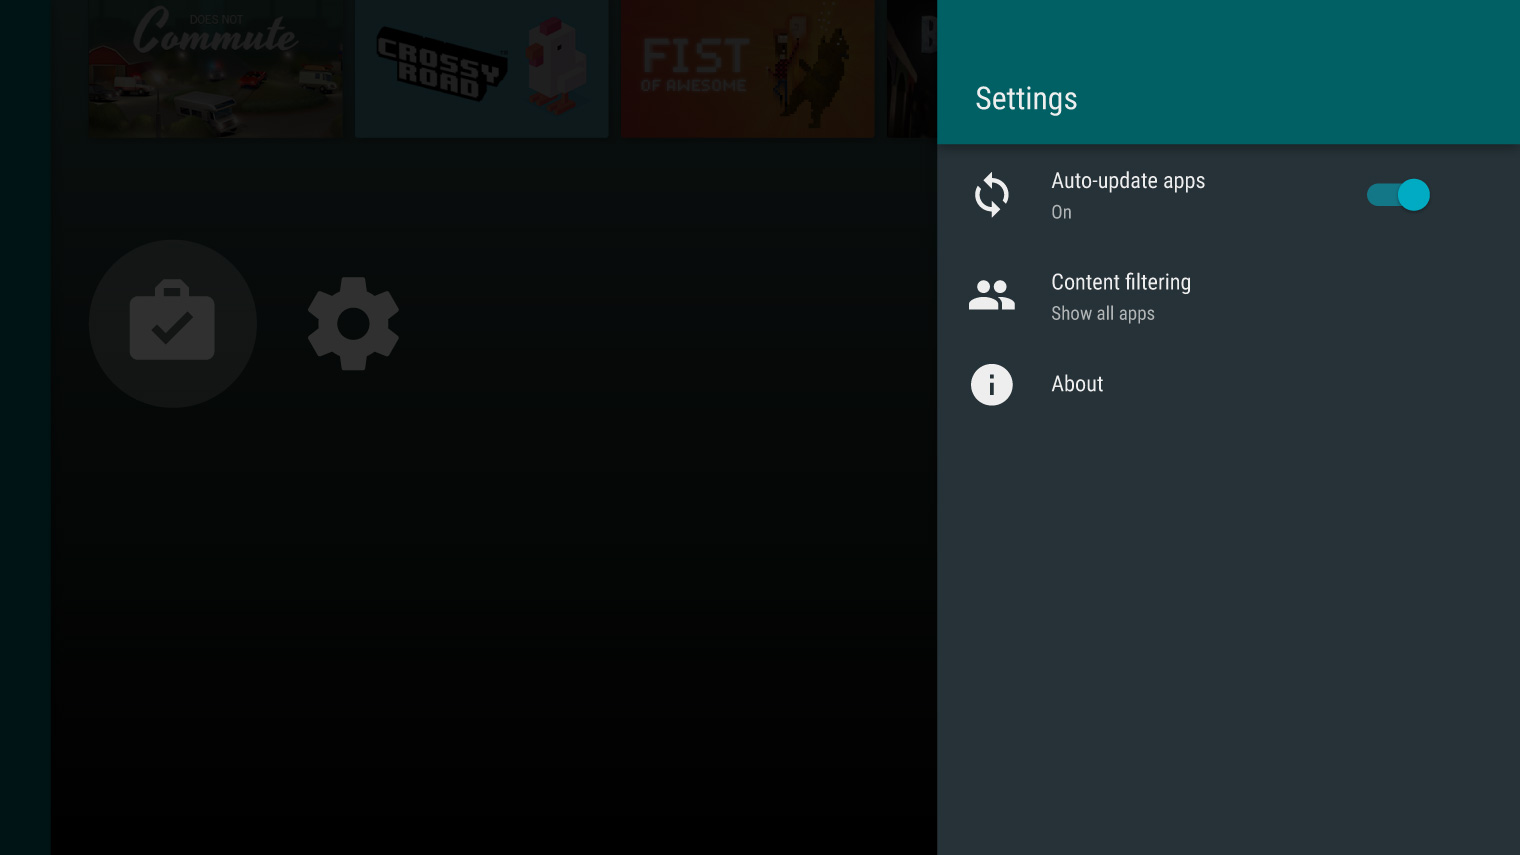 DOES NOT
Commute
CROSSY
ROAD
FIST
OF AWESOME
B
Settings
Auto-update apps
On
Content filtering
Show all apps
About